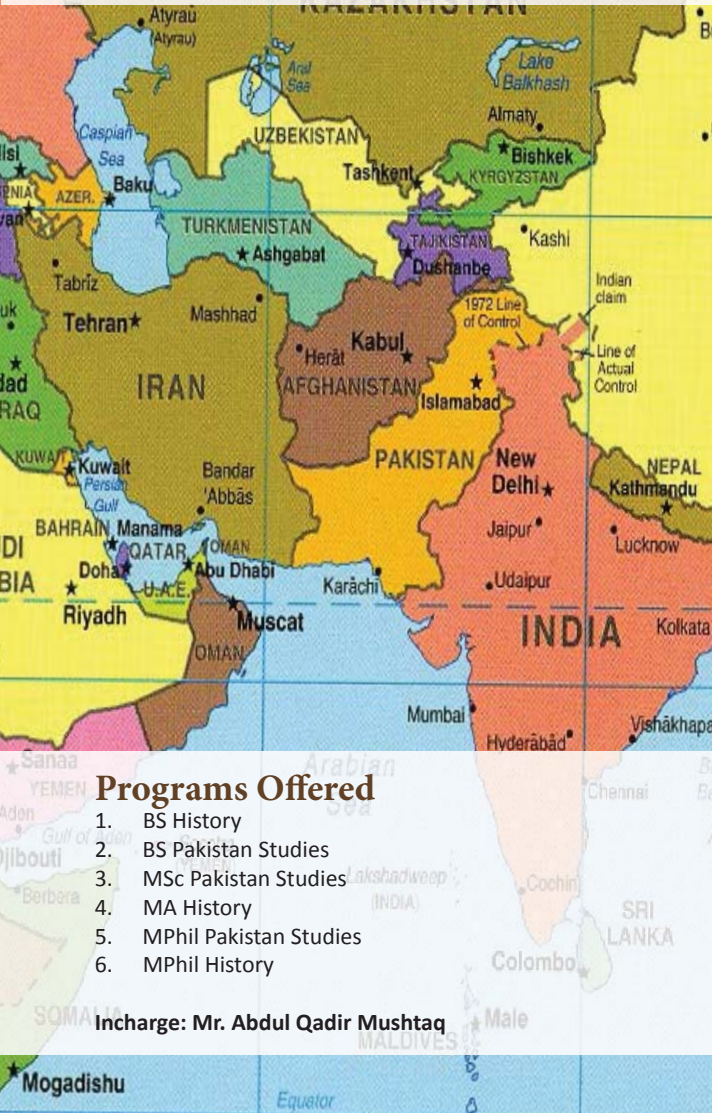 KAZAKHSTAN
Atyraū
(Atyrau)
Aral
Sea
Lake
Balkhash
Almaty
Caspian
Sea
UZBEKISTAN
Bishkek
Tashkent
KYRGYZSTAN
AZER.
Baku
TURKMENISTAN
Ashgabat
TAJIKISTAN
Dushanbe
Kashi
Tabrīz
Mashhad
Tehran
1972 Line
of Control
Indian
claim
Herāt
Kabul
Line of
Actual
Control
IRAN
AFGHANISTAN
Islamabad
KUWAIT
Kuwait
Persian
Gulf
Bandar
'Abbās
PAKISTAN
New
Delhi
NEPAL
Kathmandu
BAHRAIN
Manama
QATAR
OMAN
Jaipur
Lucknow
Doha
Abu Dhabi
U.A.E.
Karāchi
Udaipur
Riyadh
Muscat
OMAN
INDIA
Kolkata
Mumbai
Hyderābād
Vishākhapa
Sanaa
YEMEN
Arabian
Sea
Programs Offered
Chennai
1. BS History
Aden
Gulf of Aden
2. BS Pakistan Studies
Djibouti
(YEMEN)
3. MSc Pakistan Studies
Lakshadweep
(INDIA)
Cochin
Berbera
4. MA History
SRI
LANKA
5. MPhil Pakistan Studies
6. MPhil History
Colombo
SOMALIA
Incharge: Mr. Abdul Qadir Mushtaq
Male
MALDIVES
Mogadishu
Equator